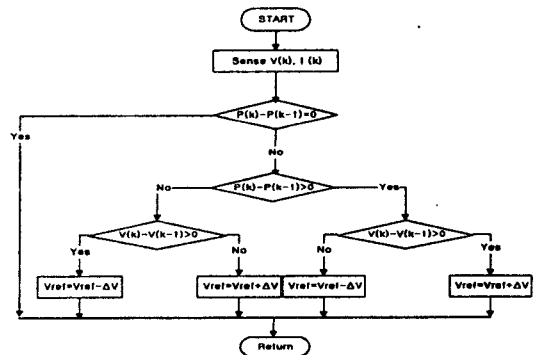 START
Sense V(k), I (k)
P(k)-P(k-1)=0
Yes
No
P(k)-P(k-1)>0
No
Yes
V(k)-V(k-1)>0
V(k)-V(k-1)>0
Yes
No
No
Yes
Vref=Vref-ΔV
Vref=Vref+ΔV
Vref=Vref-ΔV
Vref=Vref+ΔV
Return